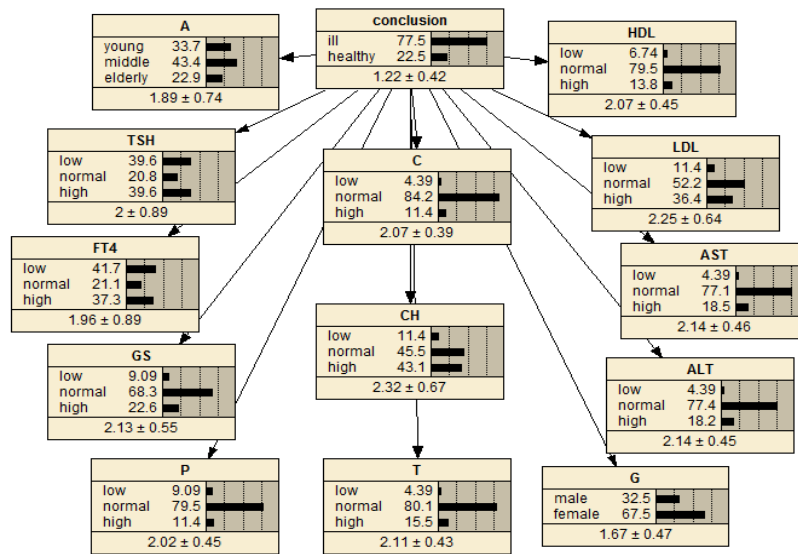 A
young 33.7
middle 43.4
elderly 22.9
1.89 ± 0.74
conclusion
ill 77.5
healthy 22.5
1.22 ± 0.42
HDL
low 6.74
normal 79.5
high 13.8
2.07 ± 0.45
TSH
low 39.6
normal 20.8
high 39.6
2 ± 0.89
C
low 4.39
normal 84.2
high 11.4
2.07 ± 0.39
LDL
low 11.4
normal 52.2
high 36.4
2.25 ± 0.64
FT4
low 41.7
normal 21.1
high 37.3
1.96 ± 0.89
AST
low 4.39
normal 77.1
high 18.5
2.14 ± 0.46
CH
low 11.4
normal 45.5
high 43.1
2.32 ± 0.67
GS
low 9.09
normal 68.3
high 22.6
2.13 ± 0.55
ALT
low 4.39
normal 77.4
high 18.2
2.14 ± 0.45
P
low 9.09
normal 79.5
high 11.4
2.02 ± 0.45
T
low 4.39
normal 80.1
high 15.5
2.11 ± 0.43
G
male 32.5
female 67.5
1.67 ± 0.47